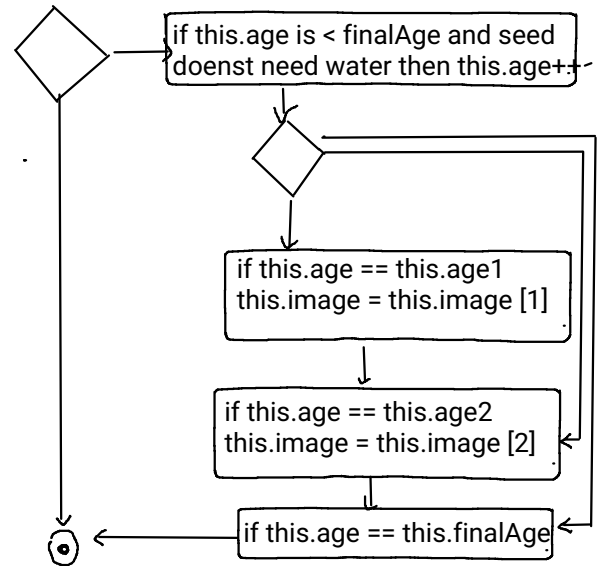 if this.age is < finalAge and seed
doenst need water then this.age++
if this.age == this.age1
this.image = this.image [1]
if this.age == this.age2
this.image = this.image [2]
if this.age == this.finalAge